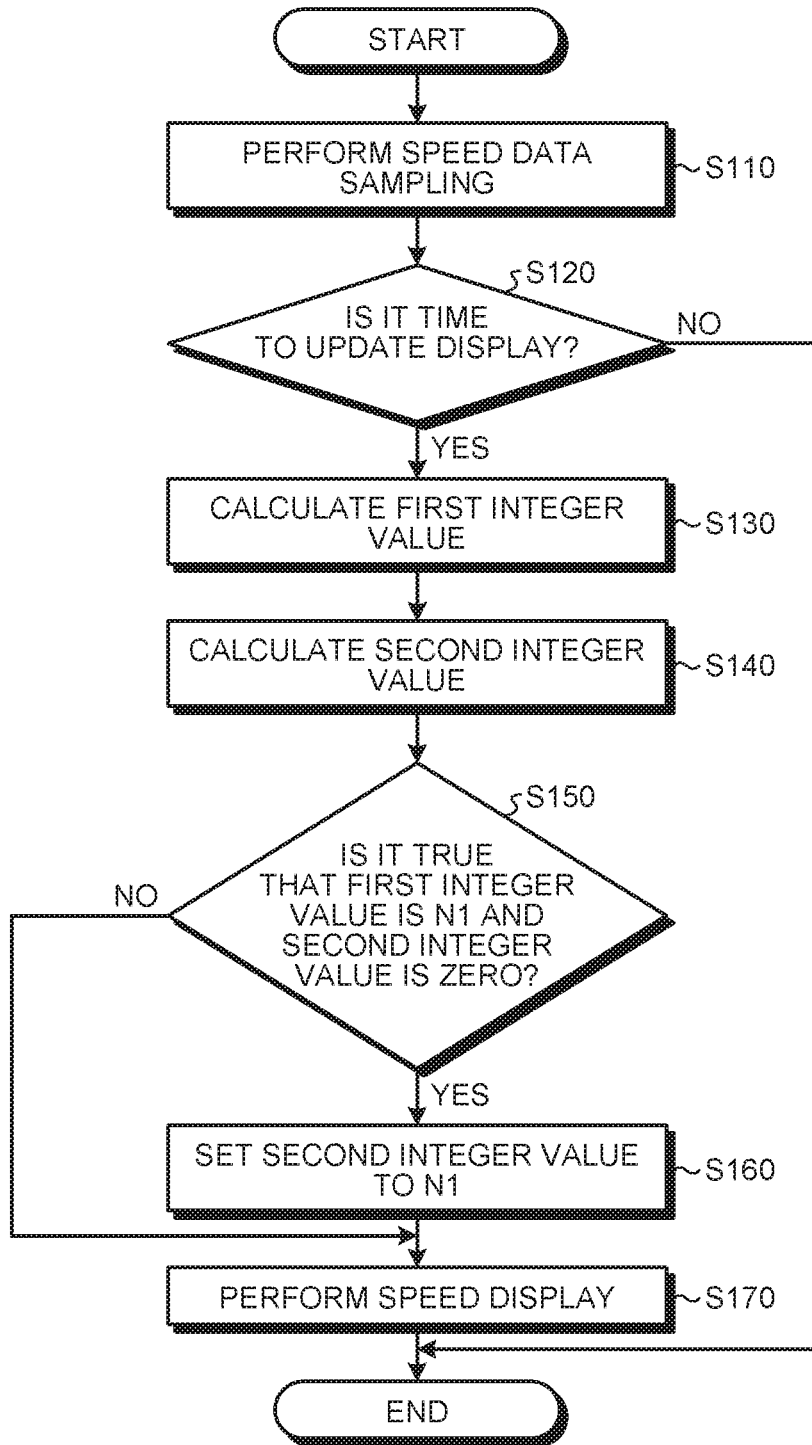 START
PERFORM SPEED DATA
SAMPLING
S110
S120
IS IT TIME
TO UPDATE DISPLAY?
NO
YES
CALCULATE FIRST INTEGER
VALUE
S130
CALCULATE SECOND INTEGER
VALUE
S140
S150
IS IT TRUE
THAT FIRST INTEGER
VALUE IS N1 AND
SECOND INTEGER
VALUE IS ZERO?
NO
YES
SET SECOND INTEGER VALUE
TO N1
S160
PERFORM SPEED DISPLAY
S170
END